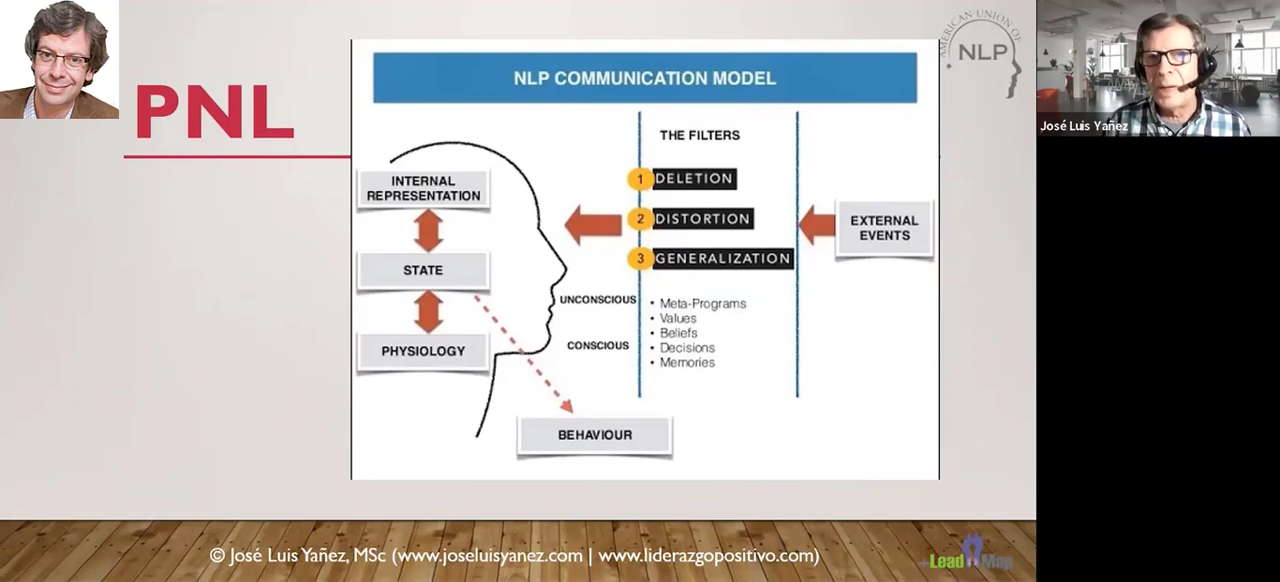 AMERICAN UNION OF
NLP
PNL
NLP COMMUNICATION MODEL
THE FILTERS
1 DELETION
2 DISTORTION
3 GENERALIZATION
INTERNAL
REPRESENTATION
STATE
PHYSIOLOGY
EXTERNAL
EVENTS
UNCONSCIOUS
CONSCIOUS
• Meta-Programs
• Values
• Beliefs
• Decisions
• Memories
BEHAVIOUR
José Luis Yañez
© José Luis Yañez, MSc (www.joseluisyanez.com | www.liderazgopositivo.com)
+Lead Map